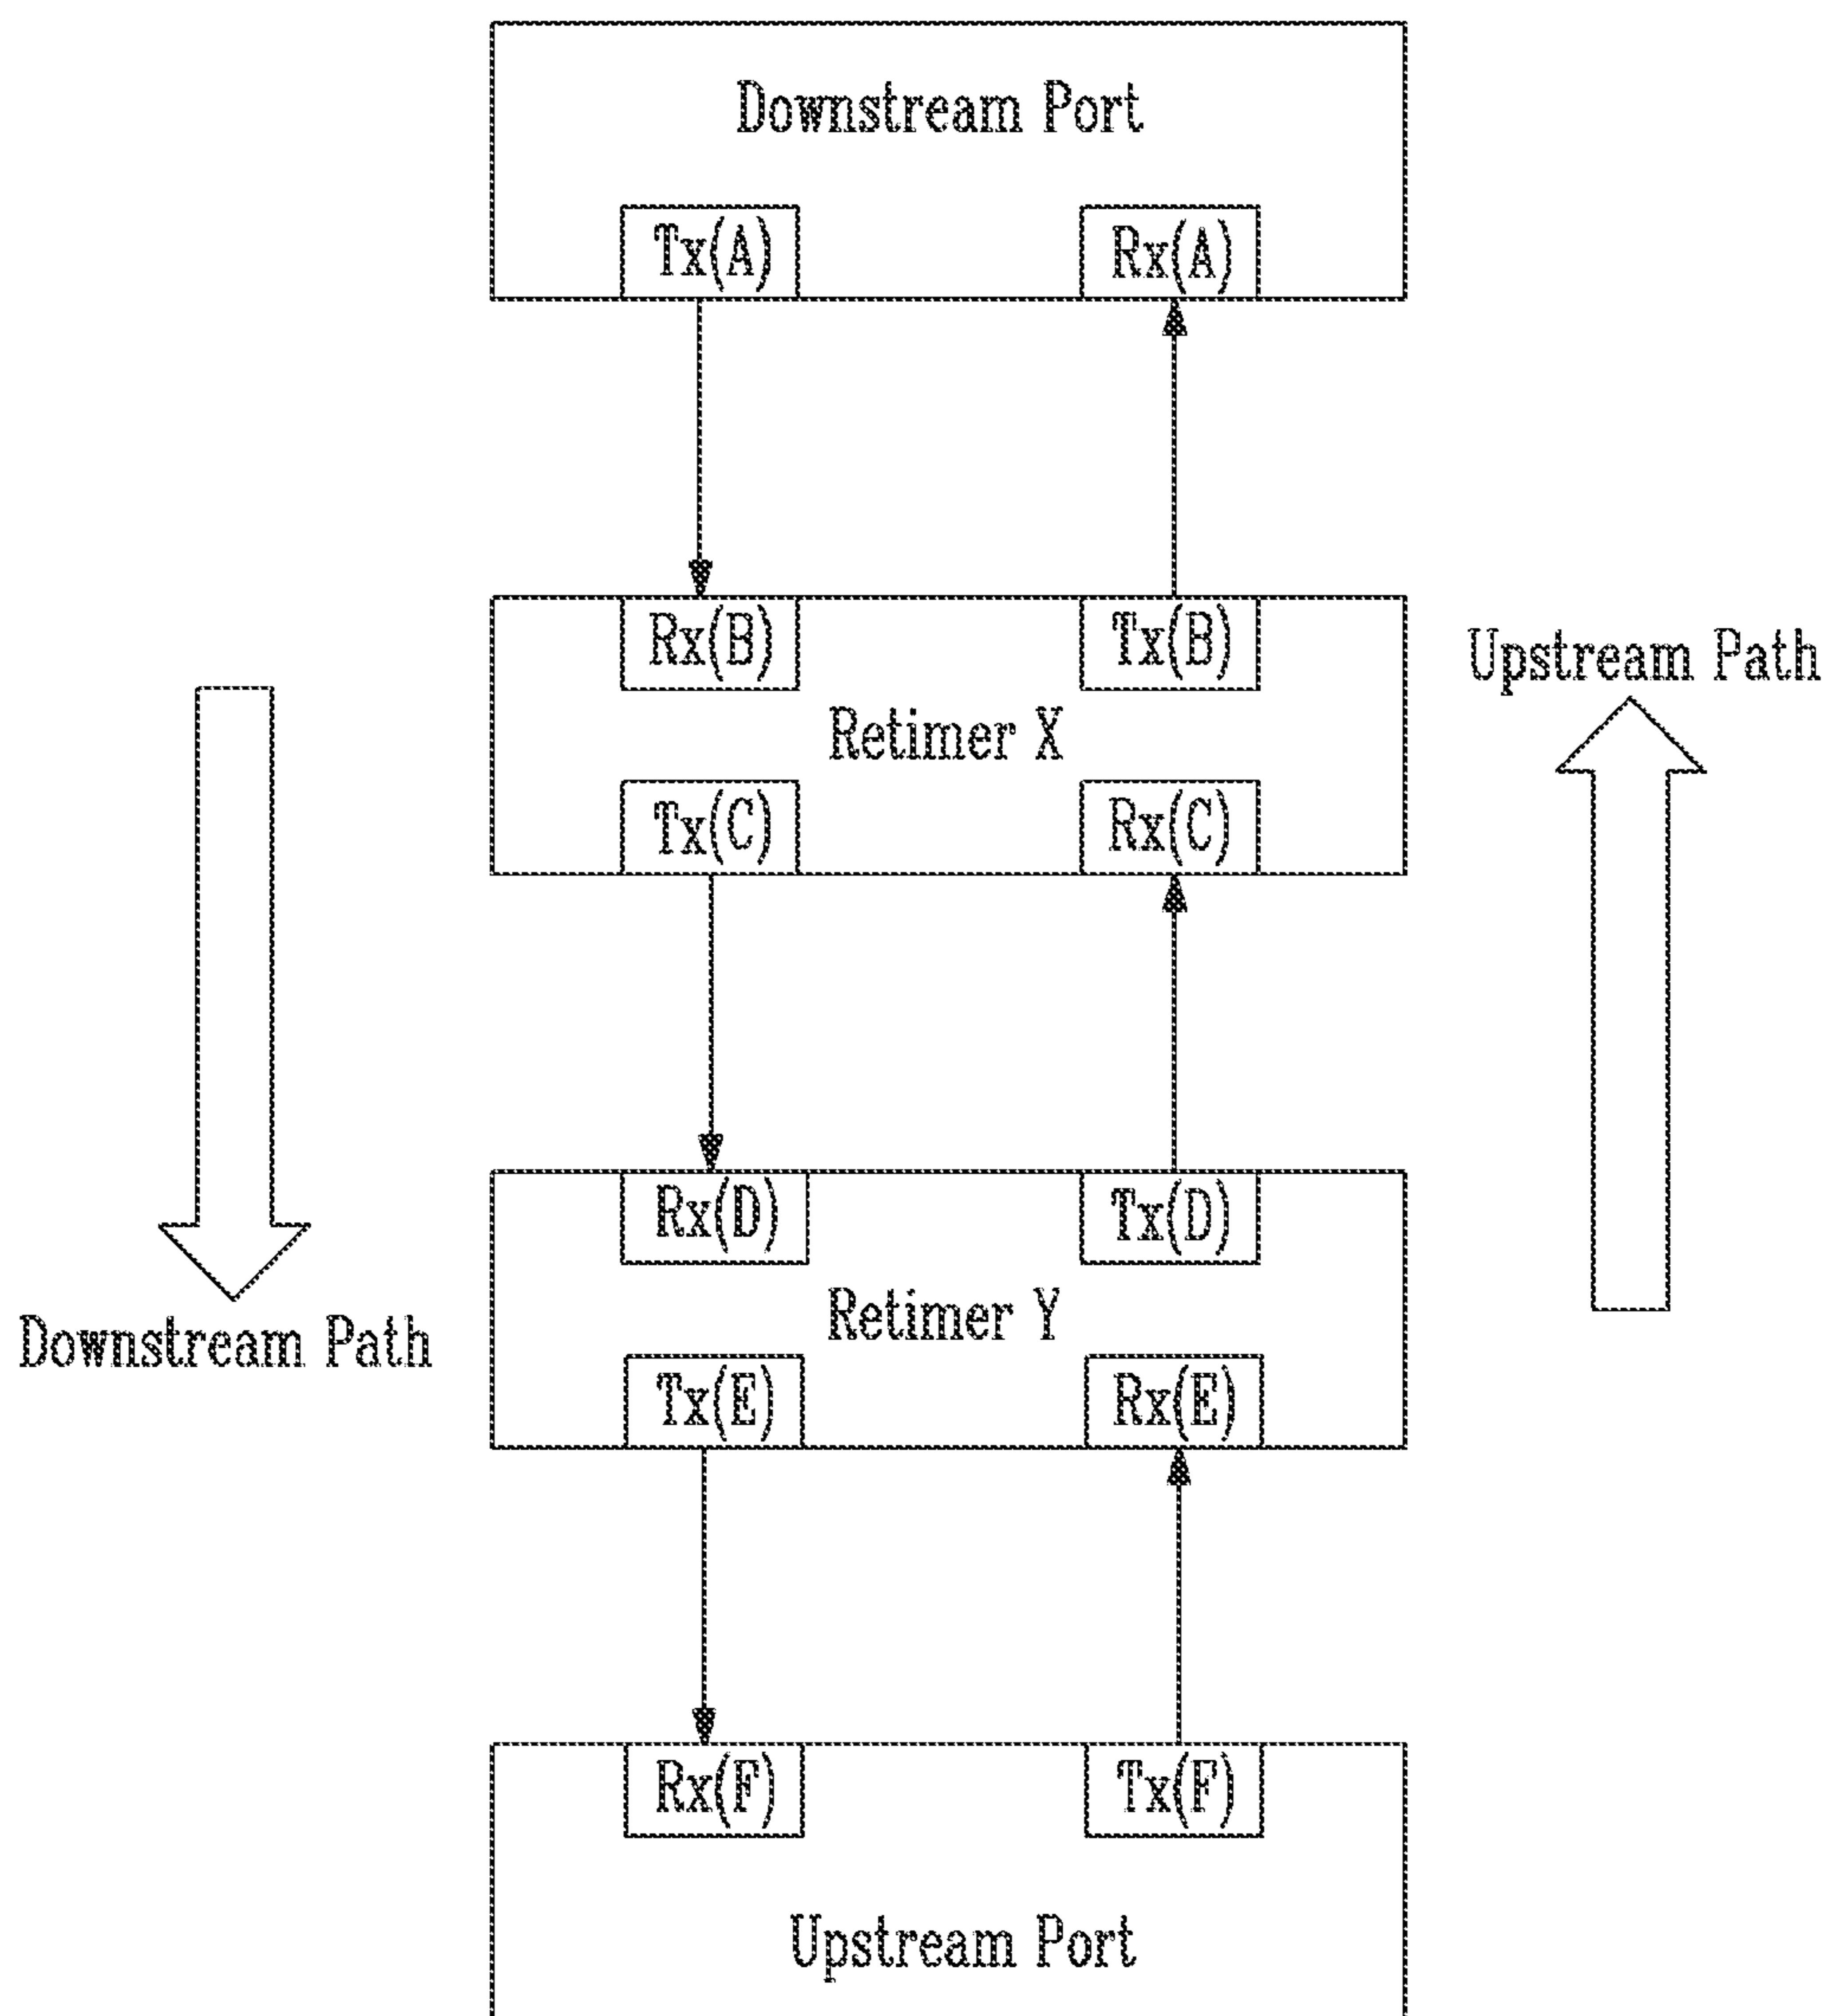 Downstream Port
Tx(A)
Rx(A)
Rx(B)
Tx(B)
Upstream Path
Retimer X
Tx(C)
Rx(C)
Rx(D)
Tx(D)
Retimer Y
Downstream Path
Tx(E)
Rx(E)
Rx(F)
Tx(F)
Upstream Port